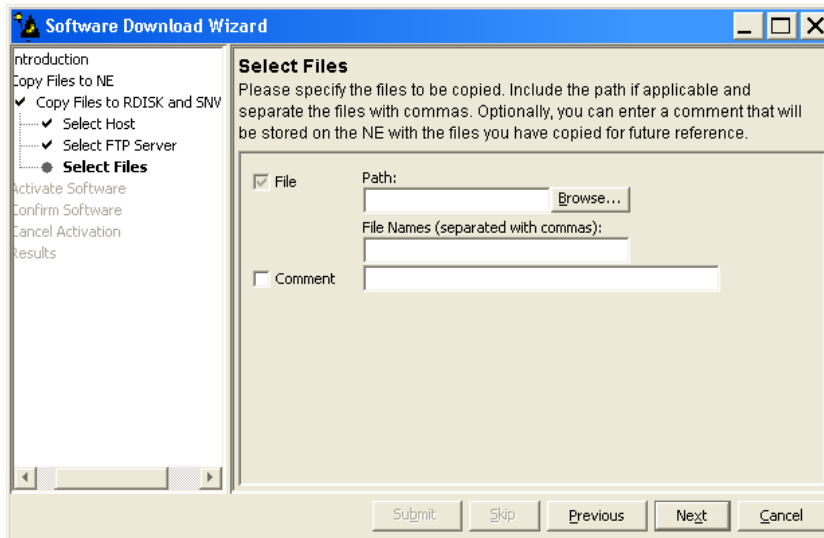 Software Download Wizard
ntroduction
Copy Files to NE
Copy Files to RDISK and SNV
Select Host
Select FTP Server
Select Files
Activate Software
Confirm Software
Cancel Activation
Results
Select Files
Please specify the files to be copied. Include the path if applicable and
separate the files with commas. Optionally, you can enter a comment that will
be stored on the NE with the files you have copied for future reference.
File
Path:
Browse...
File Names (separated with commas):
Comment
Submit
Skip
Previous
Next
Cancel